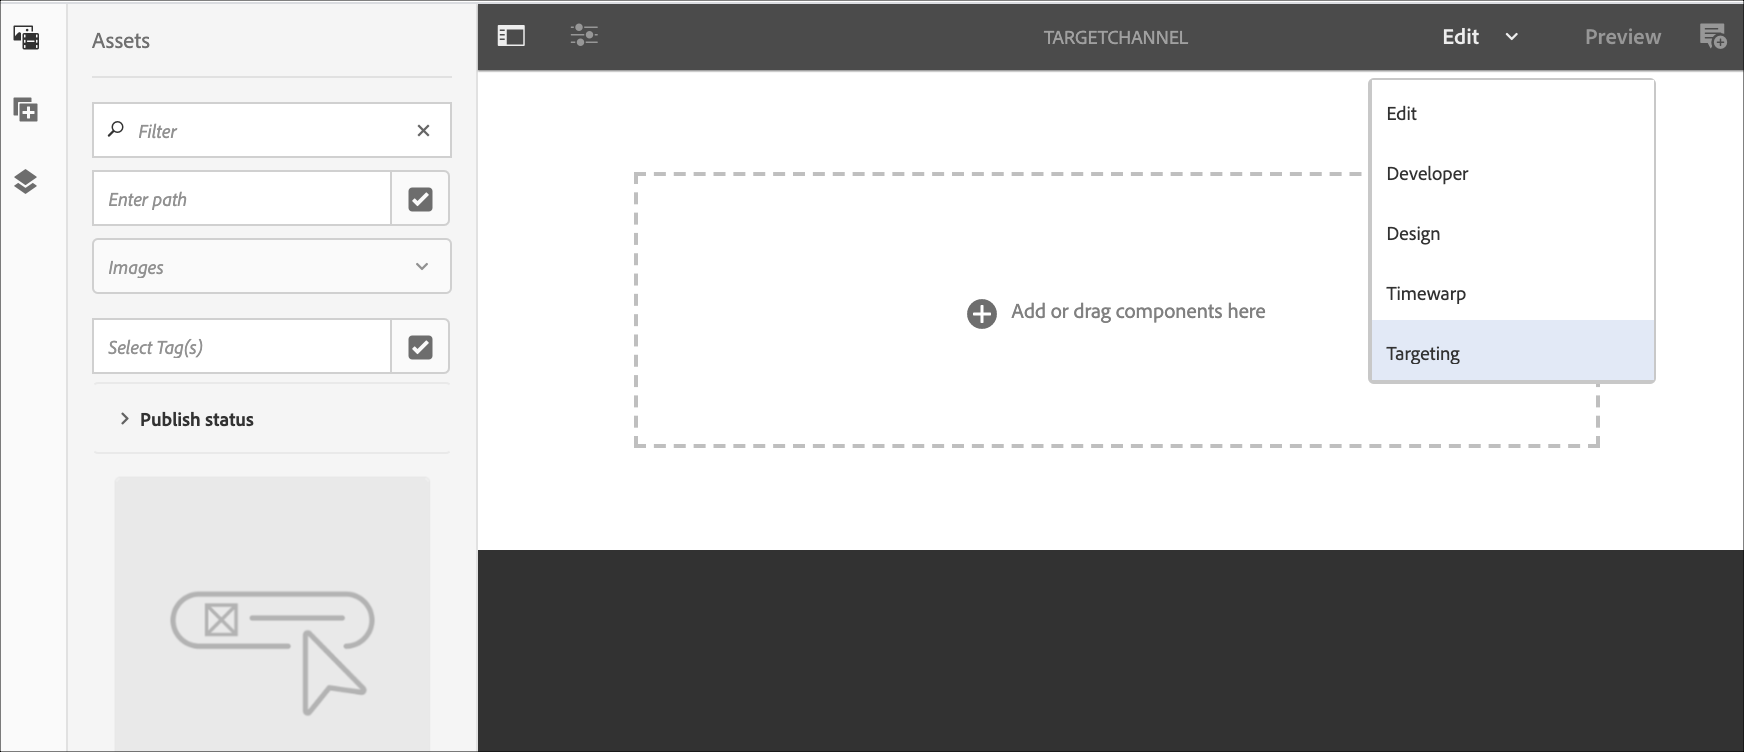 Assets
Filter
Enter path
Images
Select Tag(s)
Publish status
TARGETCHANNEL
Edit
Preview
Edit
Developer
Design
Timewarp
Targeting
Add or drag components here